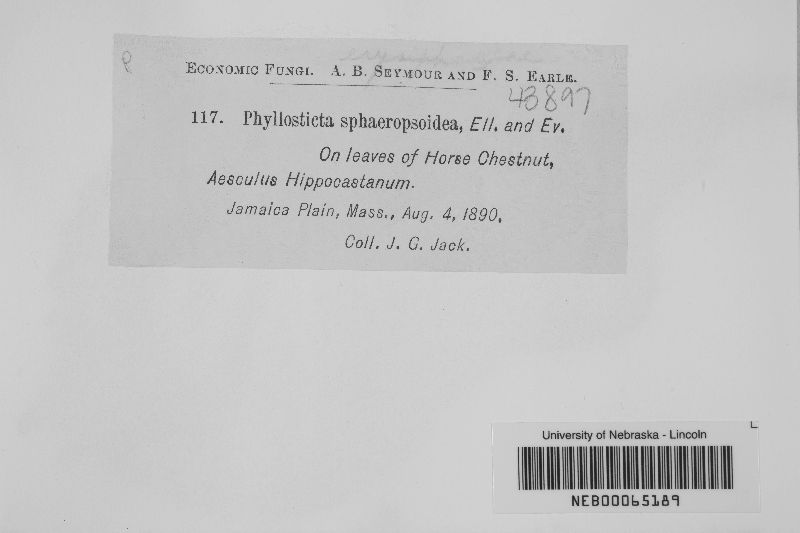 P
ECONOMIC FUNGI. A. B. SEYMOUR AND F. S. EARLE.
43897
117. Phyllosticta sphaeropsoidea, Ell. and Ev.
On leaves of Horse Chestnut,
Aesculus Hippocastanum.
Jamaica Plain, Mass., Aug. 4, 1890.
Coll. J. G. Jack.
University of Nebraska - Lincoln
NEB00065189